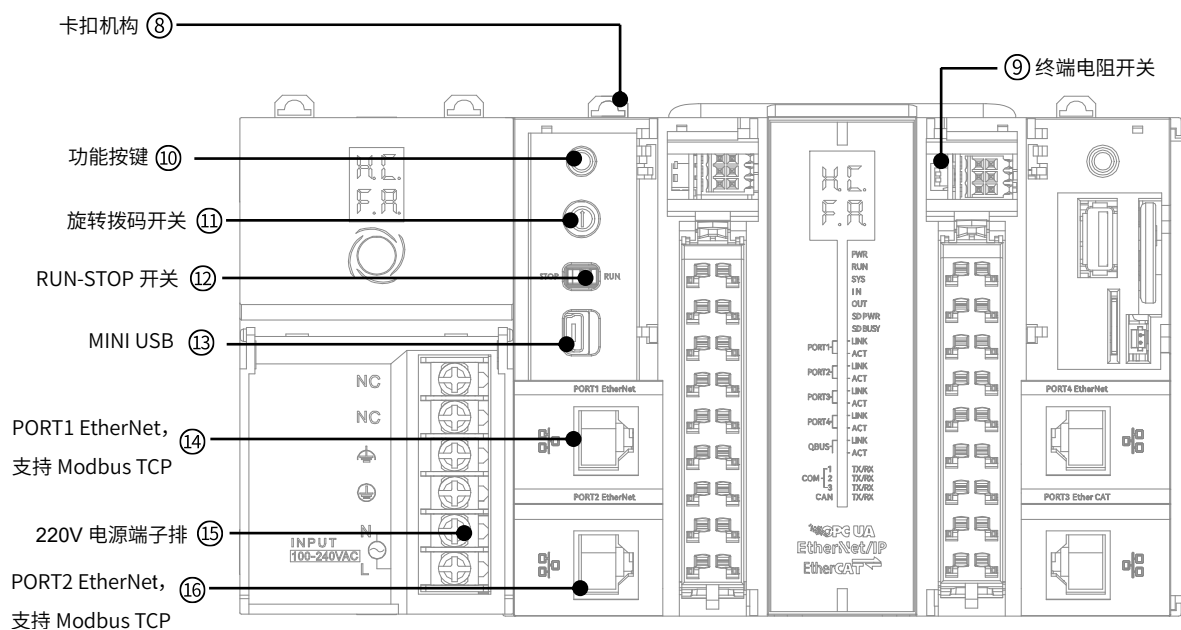 卡扣机构 ⑧
⑨ 终端电阻开关
功能按键 ⑩
旋转拨码开关 ⑪
RUN-STOP 开关 ⑫
MINI USB ⑬
PORT1 EtherNet， ⑭
支持 Modbus TCP
220V 电源端子排 ⑮
PORT2 EtherNet， ⑯
支持 Modbus TCP
H.C.
F.A.
STOP RUN
NC
NC
N
INPUT
100-240VAC
L
PORT1 EtherNet
PORT2 EtherNet
H.C.
F.A.
PWR
RUN
SYS
IN
OUT
SD PWR
SD BUSY
PORT1 LINK
ACT
PORT2 LINK
ACT
PORT3 LINK
ACT
PORT4 LINK
ACT
QBUS LINK
ACT
COM 1 TX/RX
2 TX/RX
3 TX/RX
CAN TX/RX
OPC UA
EtherNet/IP
EtherCAT
PORT4 EtherNet
PORT3 Ether CAT